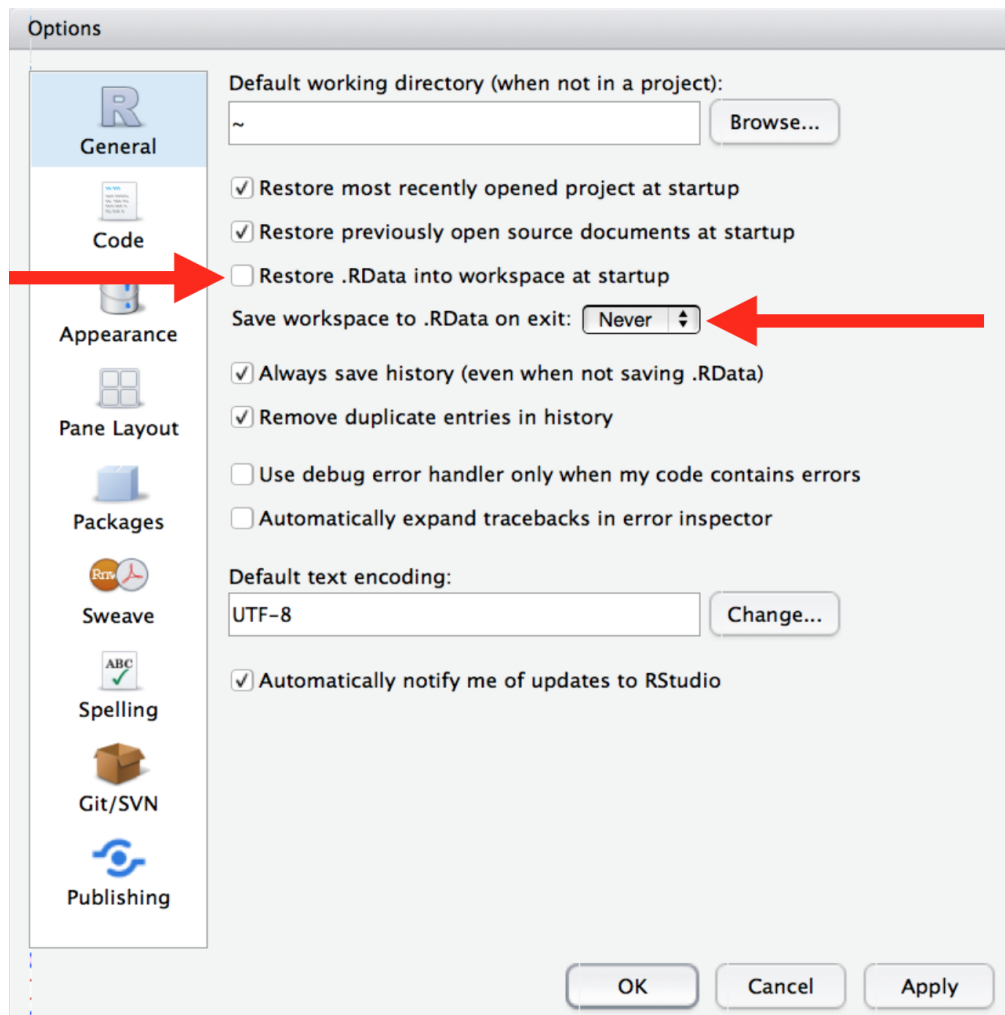 Options
General
Code
Appearance
Pane Layout
Packages
Rnw
Sweave
ABC
Spelling
Git/SVN
Publishing
Default working directory (when not in a project):
~
Browse...
Restore most recently opened project at startup
Restore previously open source documents at startup
Restore .RData into workspace at startup
Save workspace to .RData on exit: Never
Always save history (even when not saving .RData)
Remove duplicate entries in history
Use debug error handler only when my code contains errors
Automatically expand tracebacks in error inspector
Default text encoding:
UTF-8
Change...
Automatically notify me of updates to RStudio
OK
Cancel
Apply